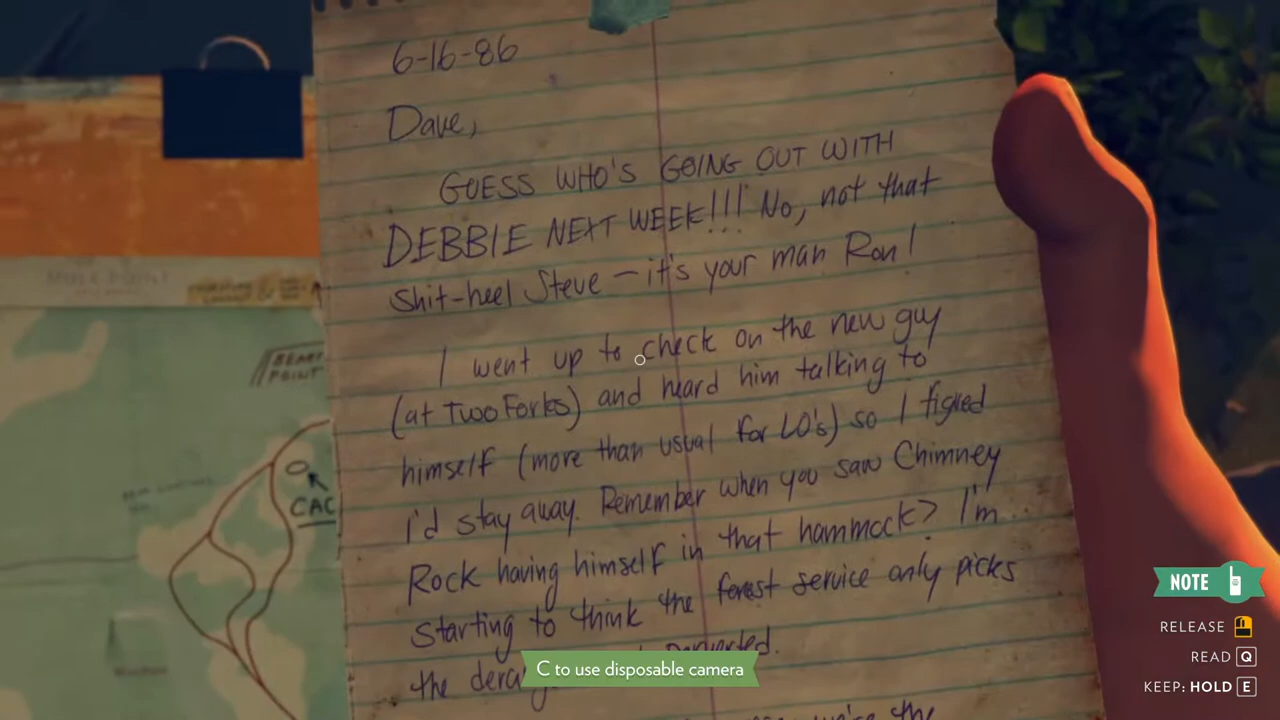 6-16-86
Dave,
GUESS WHO'S GOING OUT WITH
DEBBIE NEXT WEEK!!! No, not that
Shit-heel Steve - it's your man Ron!
I went up to check on the new guy
(at Two Forks) and heard him talking to
himself (more than usual for LO's) so I figred
I'd stay away. Remember when you saw Chimney
Rock having himself in that hammock? I'm
starting to think the forest service only picks
the
the
CAC
C to use disposable camera
NOTE
RELEASE
READ Q
KEEP: HOLD E